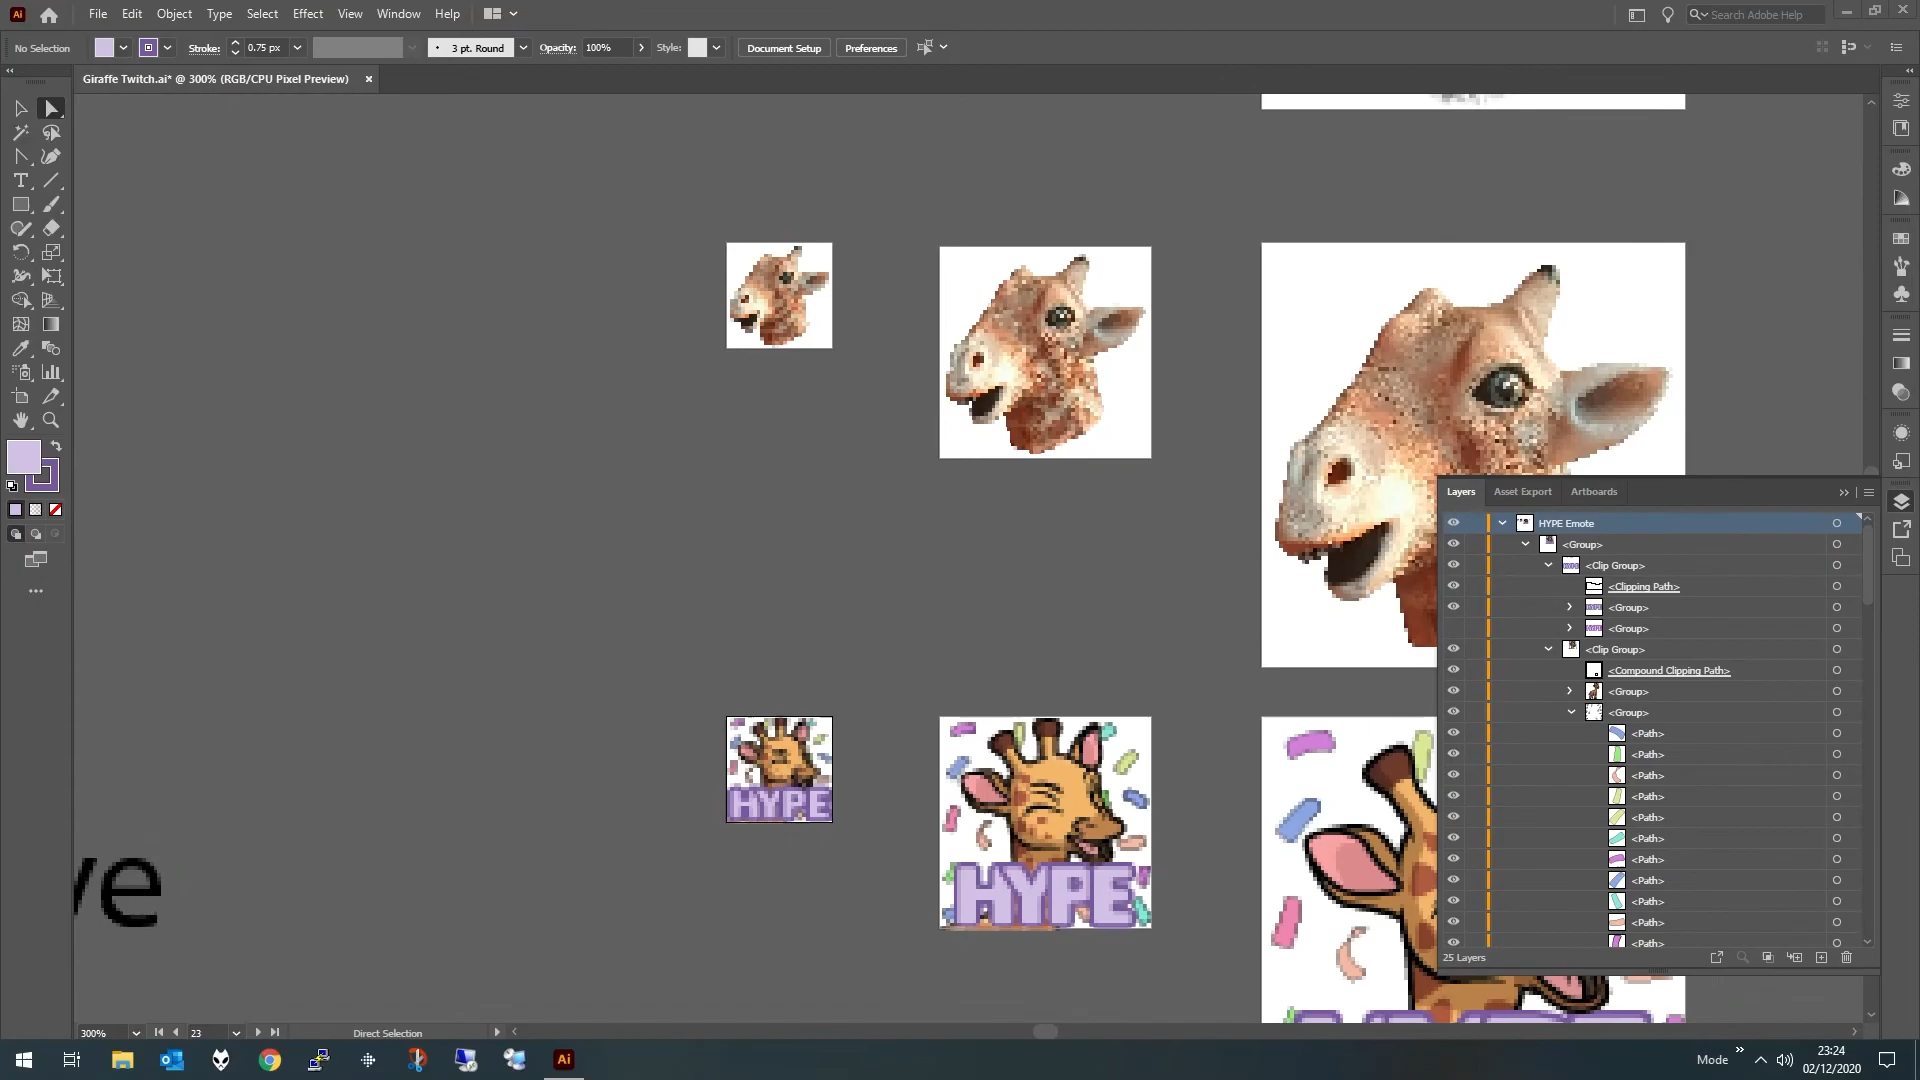 Ai File Edit Object Type Select Effect View Window Help Search Adobe Help
No Selection Stroke: 0.75 px 3 pt. Round Opacity: 100% Style: Document Setup Preferences
Giraffe Twitch.ai* @ 300% (RGB/CPU Pixel Preview)
Layers Asset Export Artboards
HYPE Emote
<Group>
<Clip Group>
<Clipping Path>
<Group>
<Group>
<Clip Group>
<Compound Clipping Path>
<Group>
<Group>
<Path>
<Path>
<Path>
<Path>
<Path>
<Path>
<Path>
<Path>
<Path>
<Path>
<Path>
25 Layers
HYPE
HYPE
ve
300% 23 Direct Selection
Ai Mode 23:24
02/12/2020